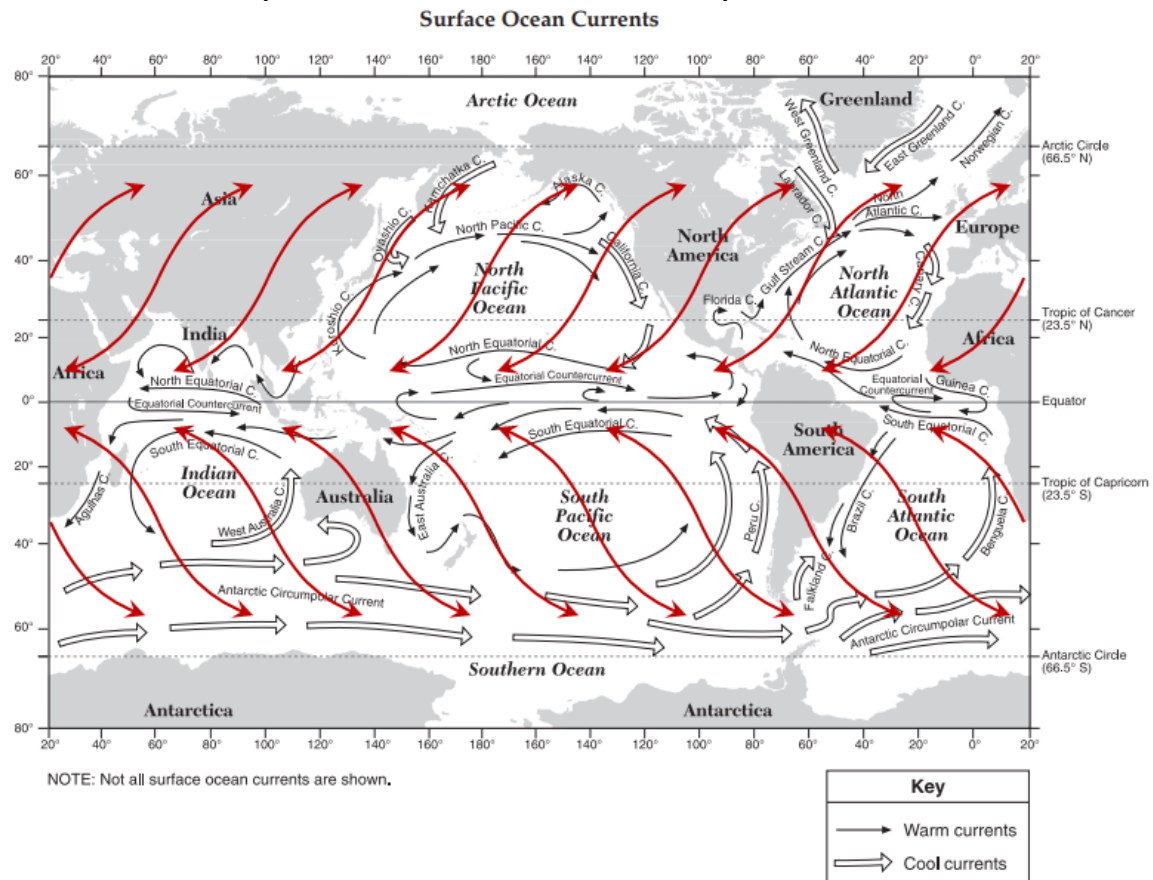 Surface Ocean Currents
20° 40° 60° 80° 100° 120° 140° 160° 180° 160° 140° 120° 100° 80° 60° 40° 20° 0° 20°
80°
Arctic Ocean
Greenland
West Greenland C.
East Greenland C.
Norwegian C.
Arctic Circle
(66.5° N)
60°
Kamchatka C.
Alaska C.
Labrador C.
Asia
Oyashio C.
North Pacific C.
North
Atlantic C.
Europe
California C.
North
America
Gulf Stream C.
40°
North
Pacific
Ocean
North
Atlantic
Ocean
Canary C.
Florida C.
Kuroshio C.
Tropic of Cancer
(23.5° N)
20°
India
Africa
North Equatorial C.
North Equatorial C.
Africa
North Equatorial C.
Equatorial Countercurrent
Equatorial
Countercurrent
Guinea C.
0°
Equatorial Countercurrent
Equator
South Equatorial C.
South Equatorial C.
South Equatorial C.
South
America
20°
Indian
Ocean
Agulhas C.
West Australia C.
Australia
East Australia C.
South
Pacific
Ocean
Peru C.
Brazil C.
South
Atlantic
Ocean
Benguela C.
Tropic of Capricorn
(23.5° S)
40°
Falkland C.
Antarctic Circumpolar Current
Antarctic Circumpolar Current
60°
Antarctic Circle
(66.5° S)
Southern Ocean
Antarctica
Antarctica
80°
20° 40° 60° 80° 100° 120° 140° 160° 180° 160° 140° 120° 100° 80° 60° 40° 20° 0° 20°
NOTE: Not all surface ocean currents are shown.
Key
Warm currents
Cool currents